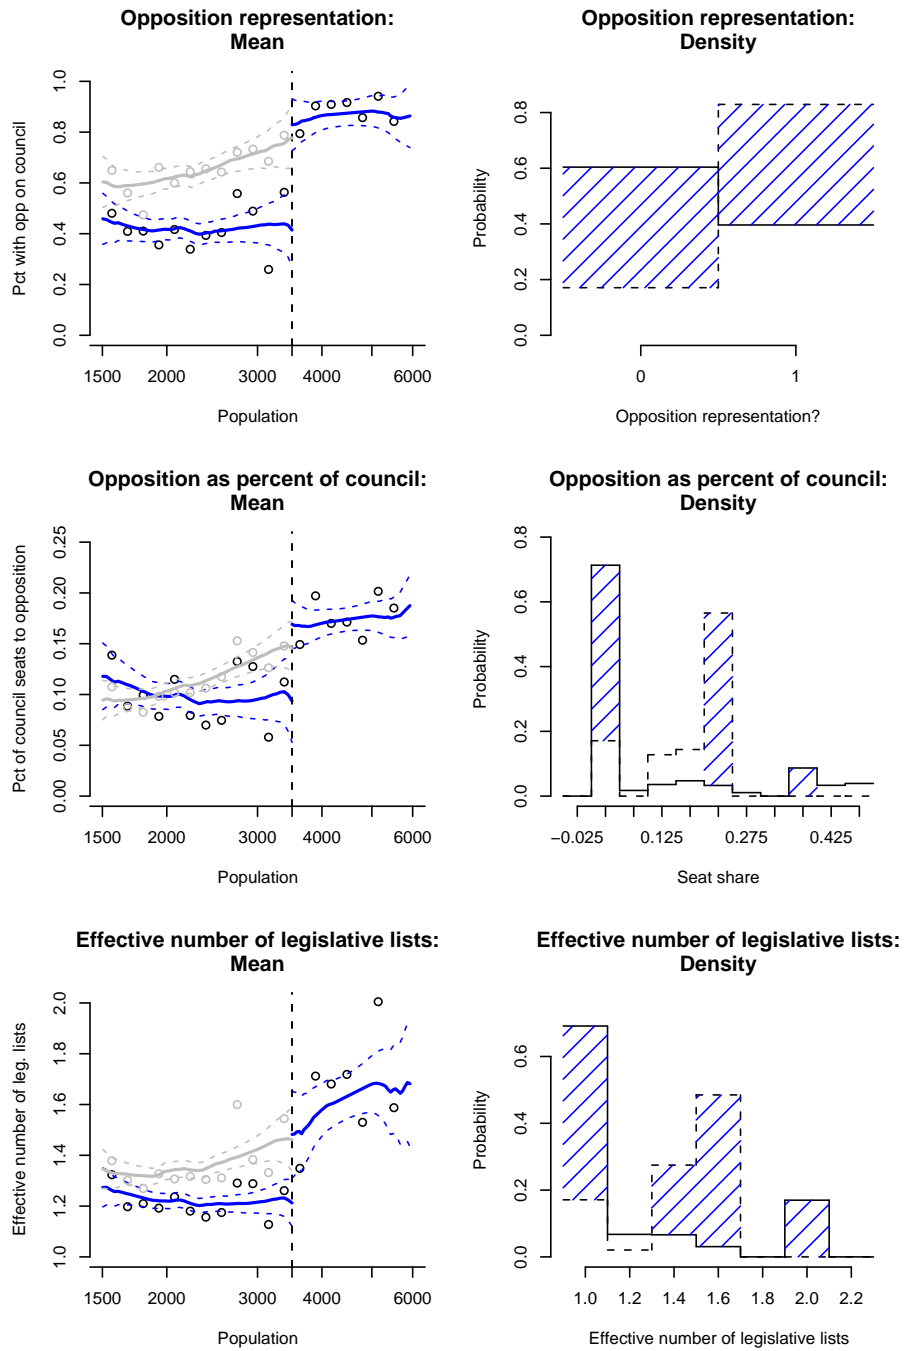 Opposition representation:
Mean
Pct with opp on council
0.0 0.2 0.4 0.6 0.8 1.0
1500 2000 3000 4000 6000
Population
Opposition representation:
Density
Probability
0.0 0.2 0.4 0.6 0.8
0 1
Opposition representation?
Opposition as percent of council:
Mean
Pct of council seats to opposition
0.00 0.05 0.10 0.15 0.20 0.25
1500 2000 3000 4000 6000
Population
Opposition as percent of council:
Density
Probability
0.0 0.2 0.4 0.6 0.8
−0.025 0.125 0.275 0.425
Seat share
Effective number of legislative lists:
Mean
Effective number of leg. lists
1.0 1.2 1.4 1.6 1.8 2.0
1500 2000 3000 4000 6000
Population
Effective number of legislative lists:
Density
Probability
0.0 0.2 0.4 0.6
1.0 1.2 1.4 1.6 1.8 2.0 2.2
Effective number of legislative lists